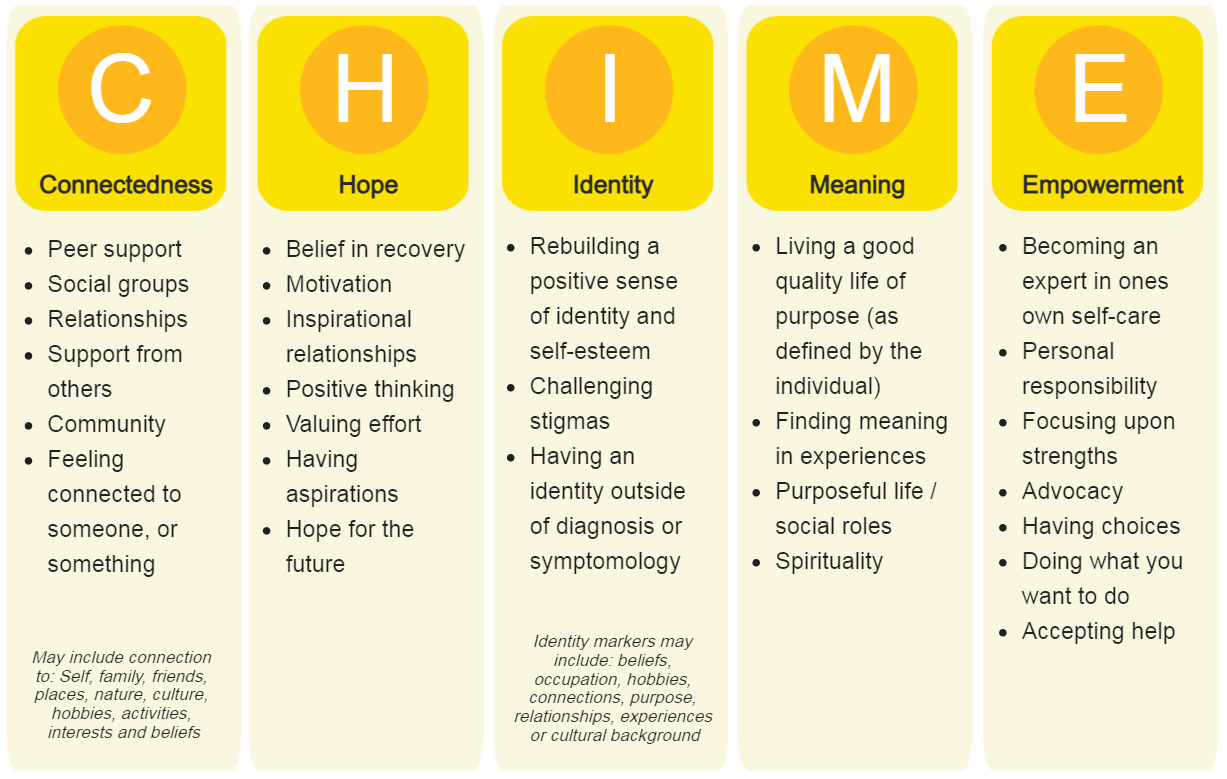 C
Connectedness
• Peer support
• Social groups
• Relationships
• Support from
others
• Community
• Feeling
connected to
someone, or
something
May include connection
to: Self, family, friends,
places, nature, culture,
hobbies, activities,
interests and beliefs
H
Hope
• Belief in recovery
• Motivation
• Inspirational
relationships
• Positive thinking
• Valuing effort
• Having
aspirations
• Hope for the
future
I
Identity
• Rebuilding a
positive sense
of identity and
self-esteem
• Challenging
stigmas
• Having an
identity outside
of diagnosis or
symptomology
Identity markers may
include: beliefs,
occupation, hobbies,
connections, purpose,
relationships, experiences
or cultural background
M
Meaning
• Living a good
quality life of
purpose (as
defined by the
individual)
• Finding meaning
in experiences
• Purposeful life /
social roles
• Spirituality
E
Empowerment
• Becoming an
expert in ones
own self-care
• Personal
responsibility
• Focusing upon
strengths
• Advocacy
• Having choices
• Doing what you
want to do
• Accepting help